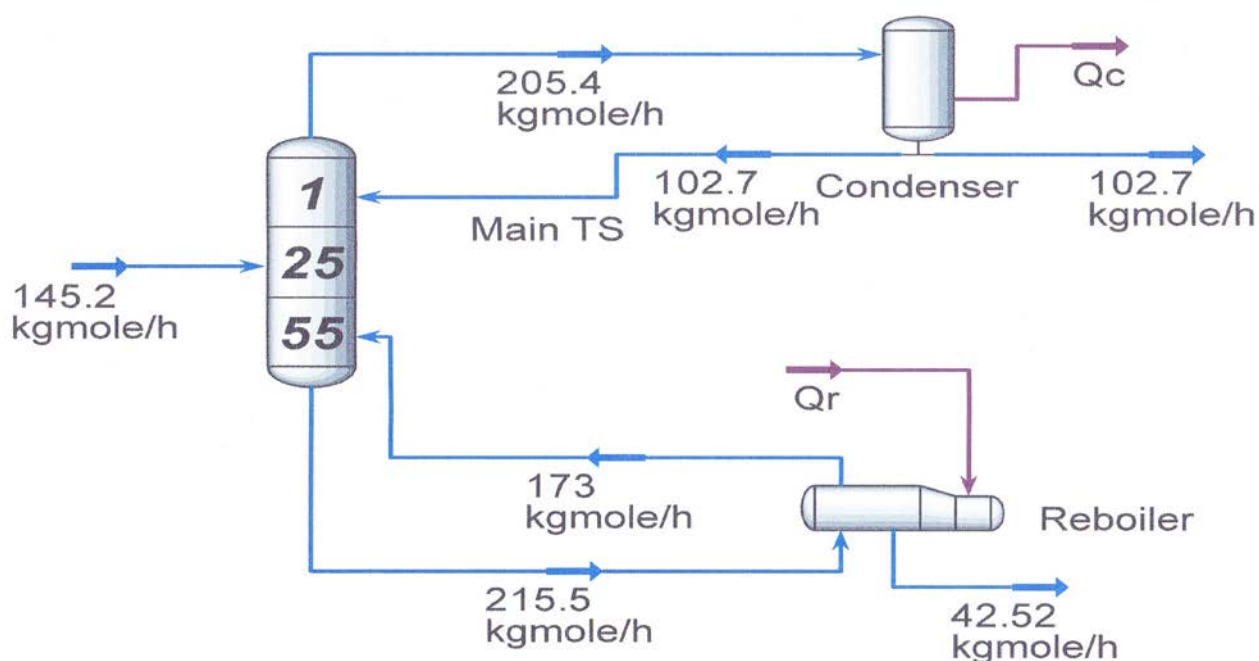 205.4
kgmole/h
Qc
1
25
55
Main TS
102.7
kgmole/h
Condenser
102.7
kgmole/h
145.2
kgmole/h
Qr
173
kgmole/h
Reboiler
215.5
kgmole/h
42.52
kgmole/h